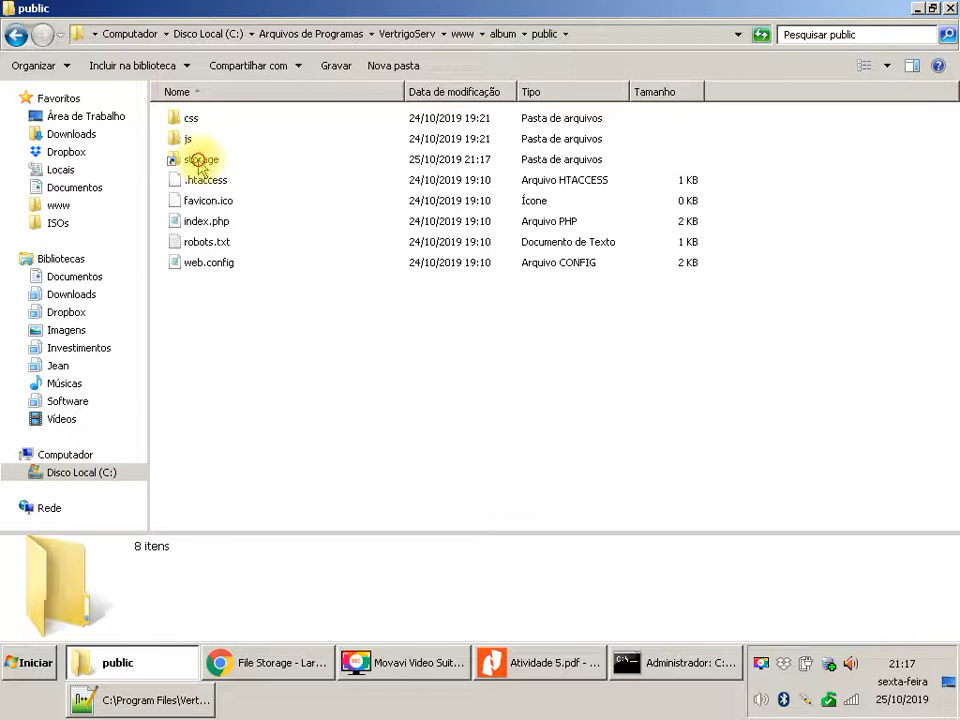 public
Computador
Disco Local (C:)
Arquivos de Programas
VertrigoServ
www
album
public
Pesquisar public
Organizar
Incluir na biblioteca
Compartilhar com
Gravar
Nova pasta
Nome
Data de modificação
Tipo
Tamanho
css 24/10/2019 19:21 Pasta de arquivos
js 24/10/2019 19:21 Pasta de arquivos
storage 25/10/2019 21:17 Pasta de arquivos
.htaccess 24/10/2019 19:10 Arquivo HTACCESS 1 KB
favicon.ico 24/10/2019 19:10 Ícone 0 KB
index.php 24/10/2019 19:10 Arquivo PHP 2 KB
robots.txt 24/10/2019 19:10 Documento de Texto 1 KB
web.config 24/10/2019 19:10 Arquivo CONFIG 2 KB
Favoritos
Área de Trabalho
Downloads
Dropbox
Locais
Documentos
www
ISOs
Bibliotecas
Documentos
Downloads
Dropbox
Imagens
Investimentos
Jean
Músicas
Software
Vídeos
Computador
Disco Local (C:)
Rede
8 itens
Iniciar
public
File Storage - Lar...
Movavi Video Suit...
Atividade 5.pdf - ...
Administrador: C:...
C:\Program Files\Vert...
21:17
sexta-feira
25/10/2019